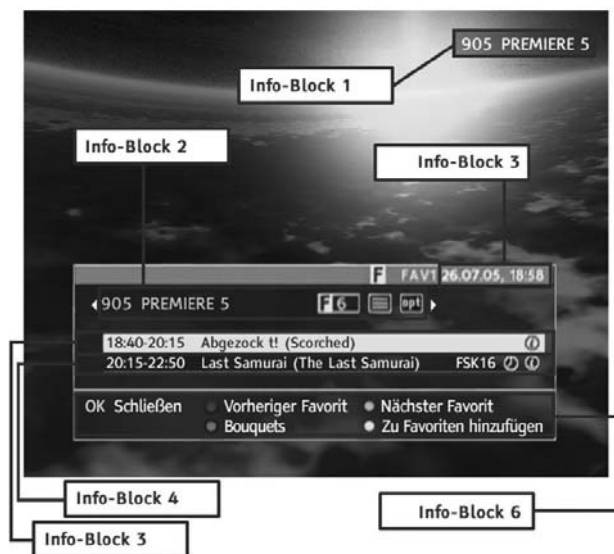 905 PREMIERE 5
Info-Block 1
Info-Block 2
Info-Block 3
F FAV1 26.07.05, 18:58
905 PREMIERE 5 F 6 opt
18:40-20:15 Abgezock t! (Scorched)
20:15-22:50 Last Samurai (The Last Samurai) FSK16
OK Schließen Vorheriger Favorit Nächster Favorit
Bouquets Zu Favoriten hinzufügen
Info-Block 4
Info-Block 6
Info-Block 3